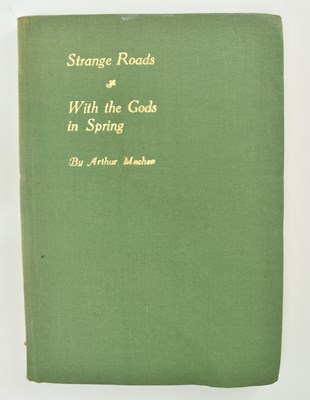 Strange Roads
With the Gods
in Spring
By Arthur Machen